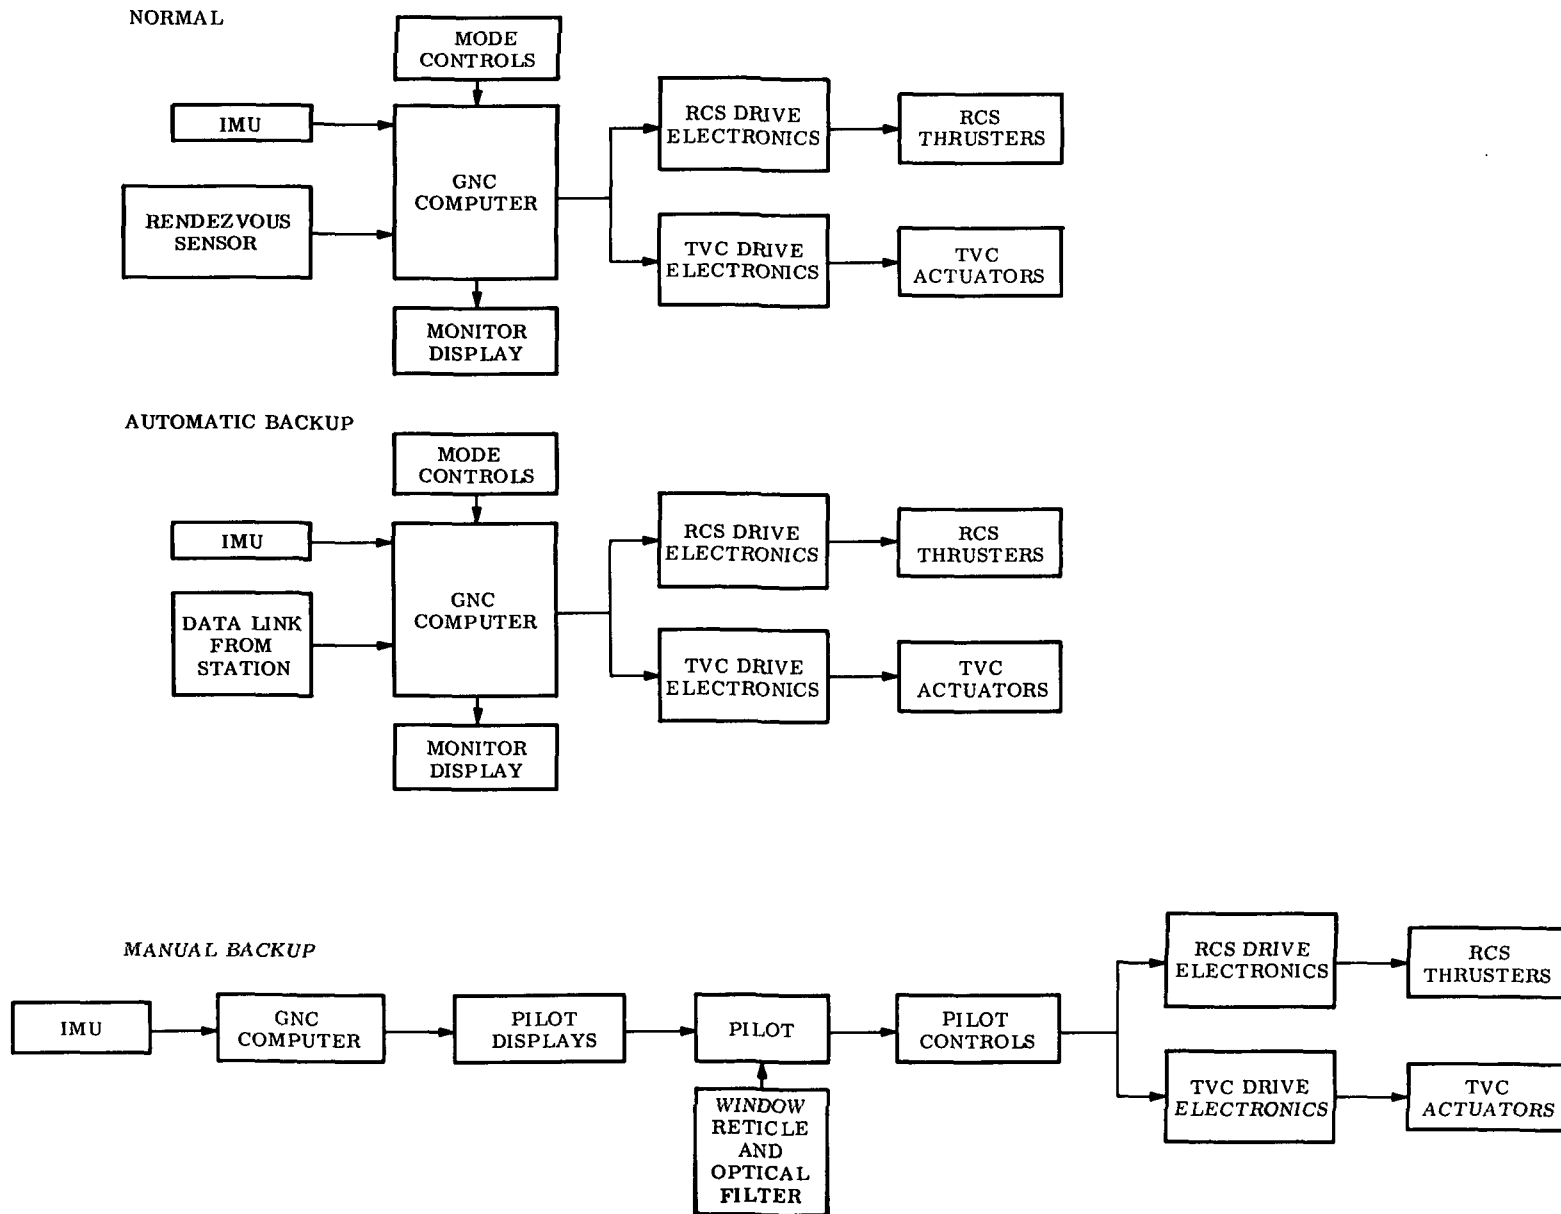 NORMAL
MODE
CONTROLS
IMU
RENDEZVOUS
SENSOR
GNC
COMPUTER
RCS DRIVE
ELECTRONICS
RCS
THRUSTERS
TVC DRIVE
ELECTRONICS
TVC
ACTUATORS
MONITOR
DISPLAY
AUTOMATIC BACKUP
MODE
CONTROLS
IMU
DATA LINK
FROM
STATION
GNC
COMPUTER
RCS DRIVE
ELECTRONICS
RCS
THRUSTERS
TVC DRIVE
ELECTRONICS
TVC
ACTUATORS
MONITOR
DISPLAY
MANUAL BACKUP
IMU
GNC
COMPUTER
PILOT
DISPLAYS
PILOT
WINDOW
RETICLE
AND
OPTICAL
FILTER
PILOT
CONTROLS
RCS DRIVE
ELECTRONICS
RCS
THRUSTERS
TVC DRIVE
ELECTRONICS
TVC
ACTUATORS